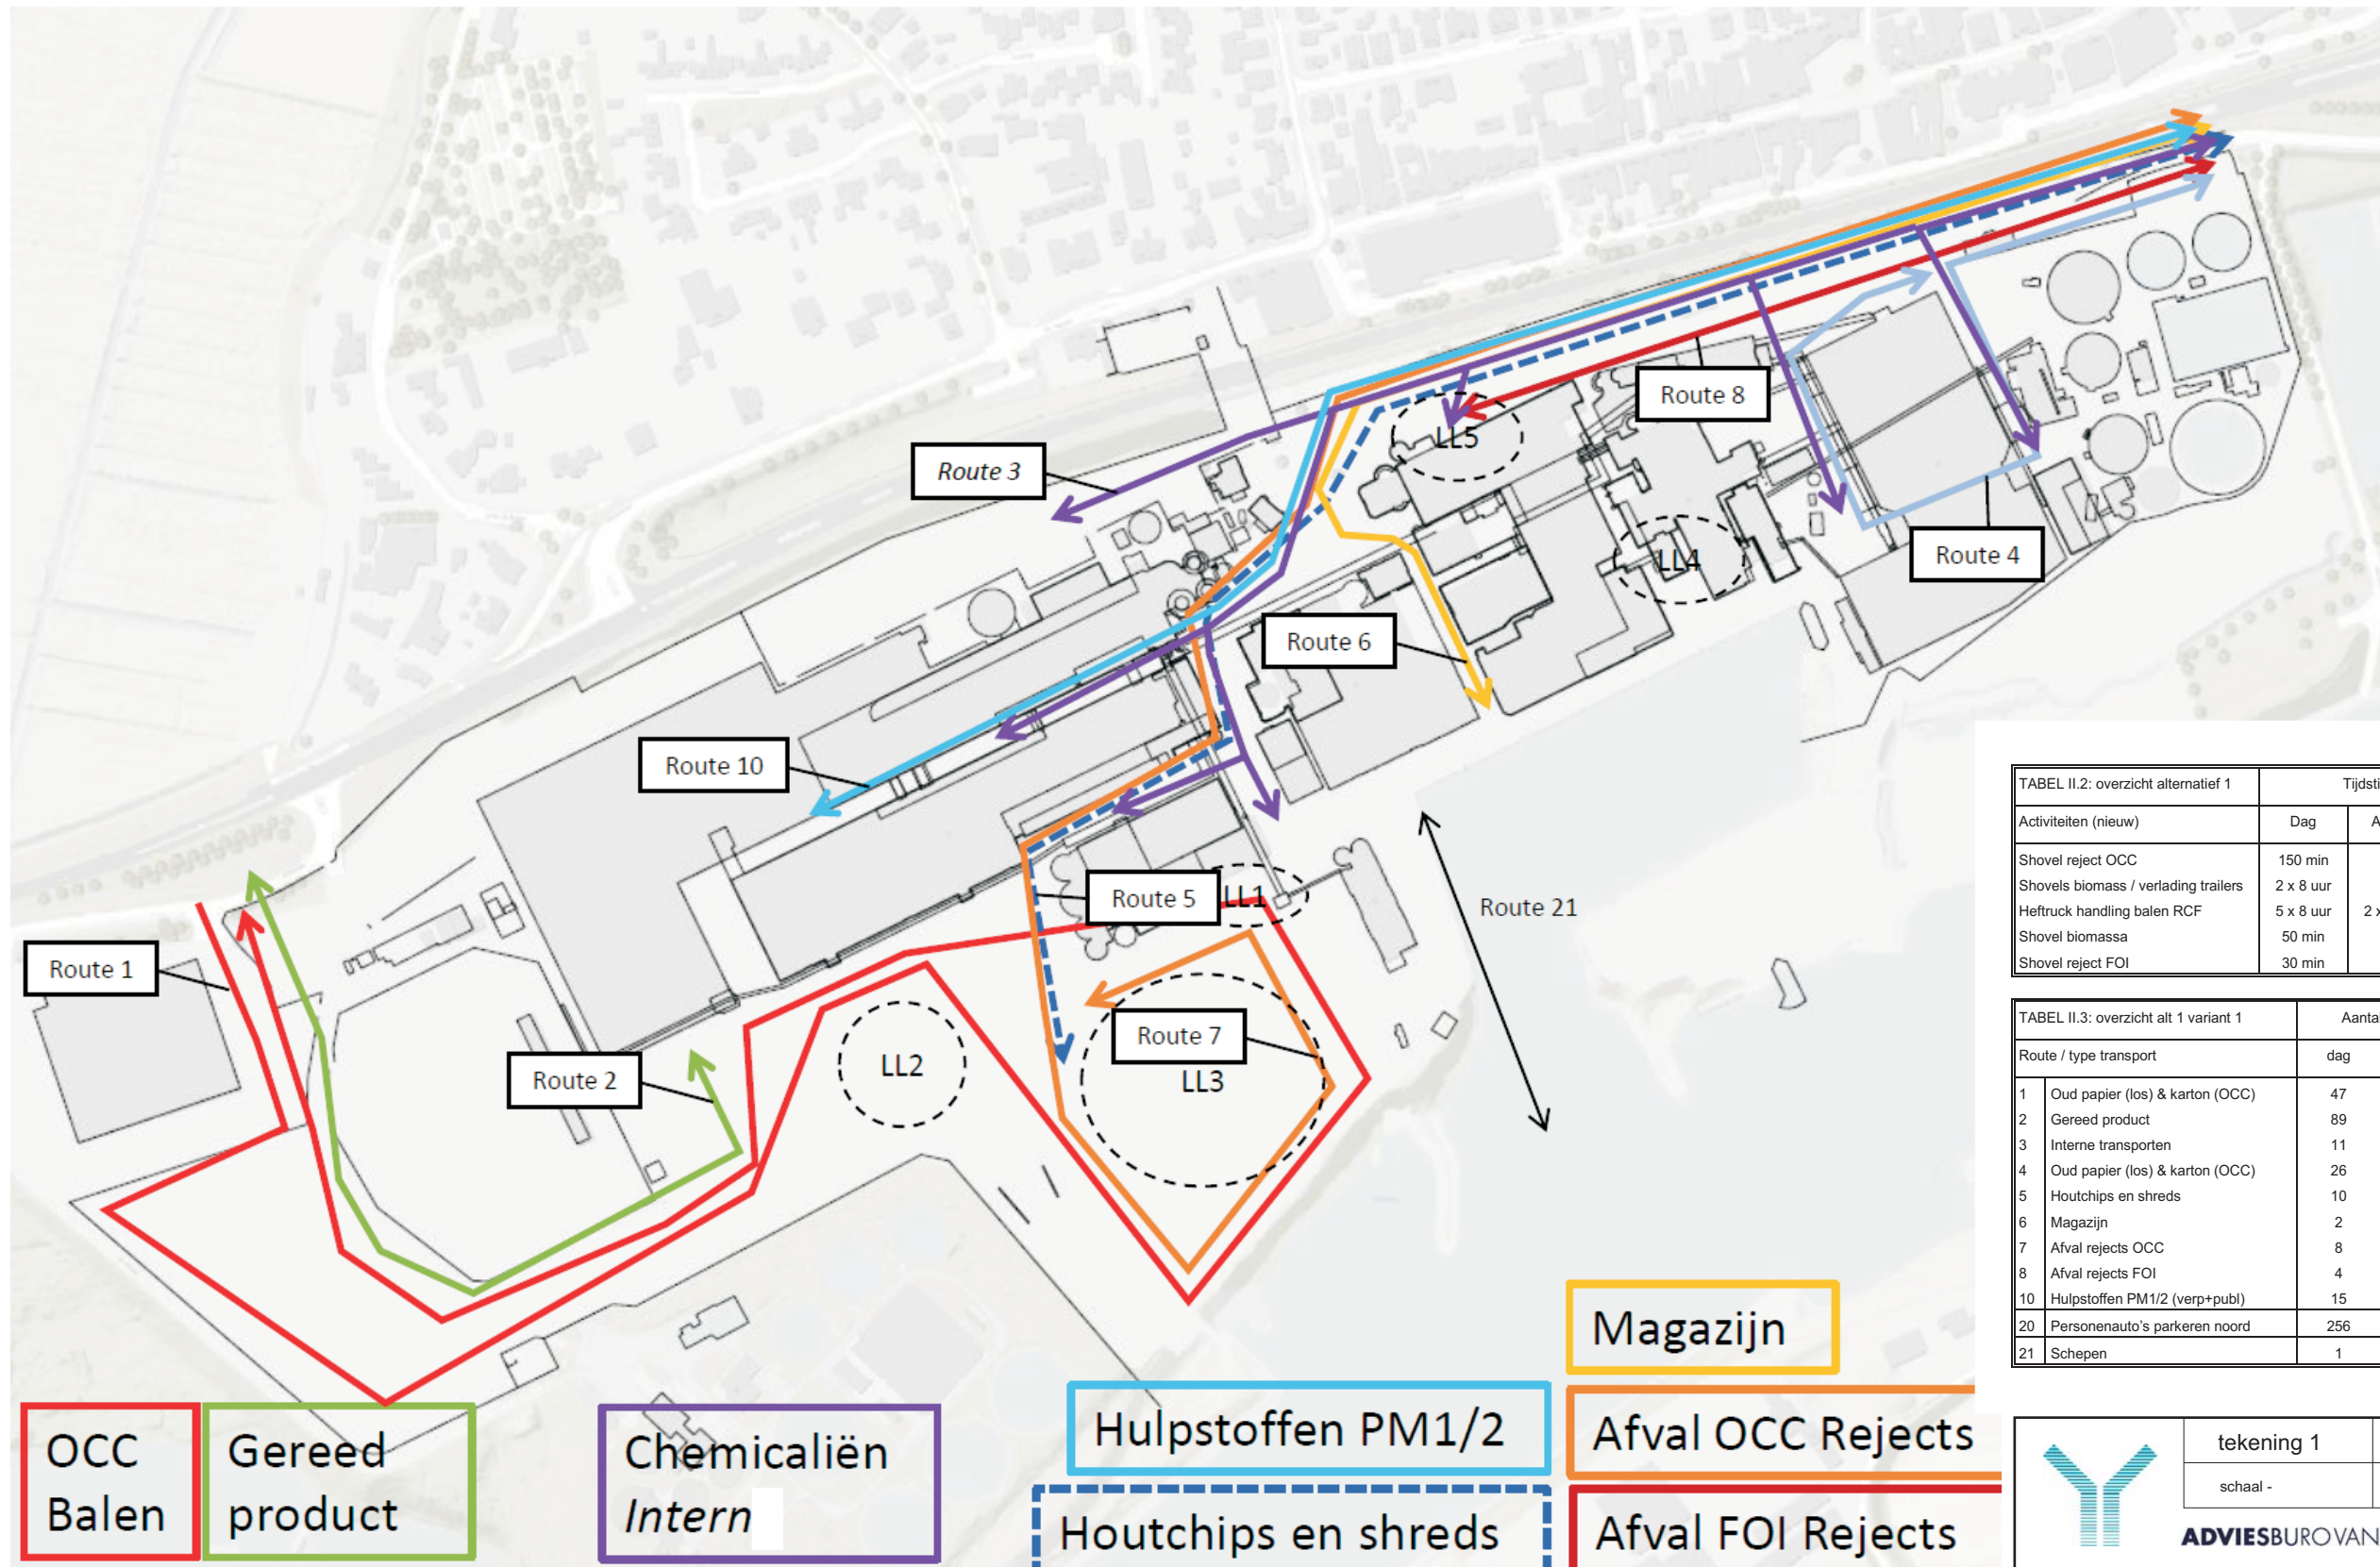 Route 3
LL5
Route 8
LL4
Route 4
Route 6
Route 10
Route 5
LL1
Route 21
Route 1
Route 7
LL2
LL3
Route 2
TABEL II.2: overzicht alternatief 1
Activiteiten (nieuw) Dag
Shovel reject OCC 150 min
Shovels biomass / verlading trailers 2 x 8 uur
Heftruck handling balen RCF 5 x 8 uur 2 x
Shovel biomassa 50 min
Shovel reject FOI 30 min
TABEL II.3: overzicht alt 1 variant 1
Route / type transport dag
1 Oud papier (los) & karton (OCC) 47
2 Gereed product 89
3 Interne transporten 11
4 Oud papier (los) & karton (OCC) 26
5 Houtchips en shreds 10
6 Magazijn 2
7 Afval rejects OCC 8
8 Afval rejects FOI 4
10 Hulpstoffen PM1/2 (verp+publ) 15
20 Personenauto's parkeren noord 256
21 Schepen 1
Magazijn
OCC
Balen
Gereed
product
Chemicaliën
Intern
Hulpstoffen PM1/2
Afval OCC Rejects
Houtchips en shreds
Afval FOI Rejects
tekening 1
schaal -
ADVIESBURO VAN